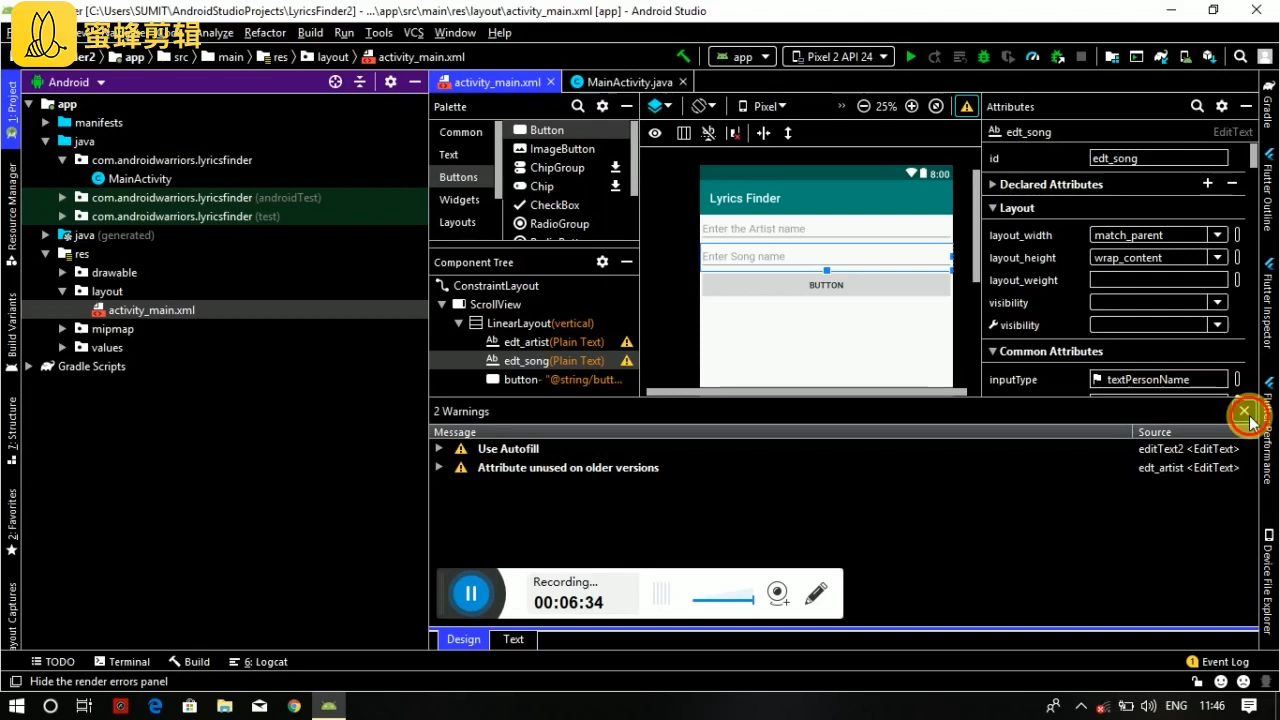 [C:\Users\SUMIT\AndroidStudioProjects\LyricsFinder2] - ...\app\src\main\res\layout\activity_main.xml [app] - Android Studio
蜜蜂剪辑
Analyze Refactor Build Run Tools VCS Window Help
app src main res layout activity_main.xml app Pixel 2 API 24
1: Project
Resource Manager
Build Variants
7: Structure
2: Favorites
Layout Captures
Android
app
manifests
java
com.androidwarriors.lyricsfinder
MainActivity
com.androidwarriors.lyricsfinder (androidTest)
com.androidwarriors.lyricsfinder (test)
java (generated)
res
drawable
layout
activity_main.xml
mipmap
values
Gradle Scripts
activity_main.xml MainActivity.java
Palette
Common
Text
Buttons
Widgets
Layouts
Button
ImageButton
ChipGroup
Chip
CheckBox
RadioGroup
Component Tree
ConstraintLayout
ScrollView
LinearLayout(vertical)
Ab edt_artist(Plain Text)
Ab edt_song(Plain Text)
button- "@string/butt...
Pixel 25%
8:00
Lyrics Finder
Enter the Artist name
Enter Song name
BUTTON
Attributes
Ab edt_song EditText
id edt_song
Declared Attributes
Layout
layout_width match_parent
layout_height wrap_content
layout_weight
visibility
visibility
Common Attributes
inputType textPersonName
2 Warnings
Message Source
Use Autofill editText2 <EditText>
Attribute unused on older versions edt_artist <EditText>
Recording...
00:06:34
Design Text
Gradle
Flutter Outline
Flutter Inspector
Flutter Performance
Device File Explorer
TODO Terminal Build 6: Logcat 1 Event Log
Hide the render errors panel
ENG 11:46